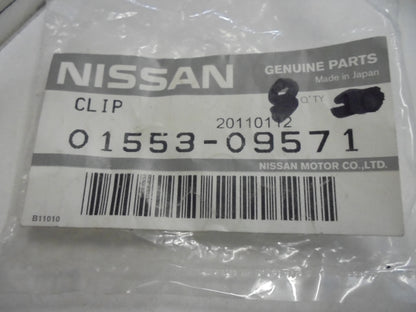 NISSAN
GENUINE PARTS
Made in Japan
CLIP
Q'TY
20110112
01553-09571
NISSAN MOTOR CO.,LTD.
B11010